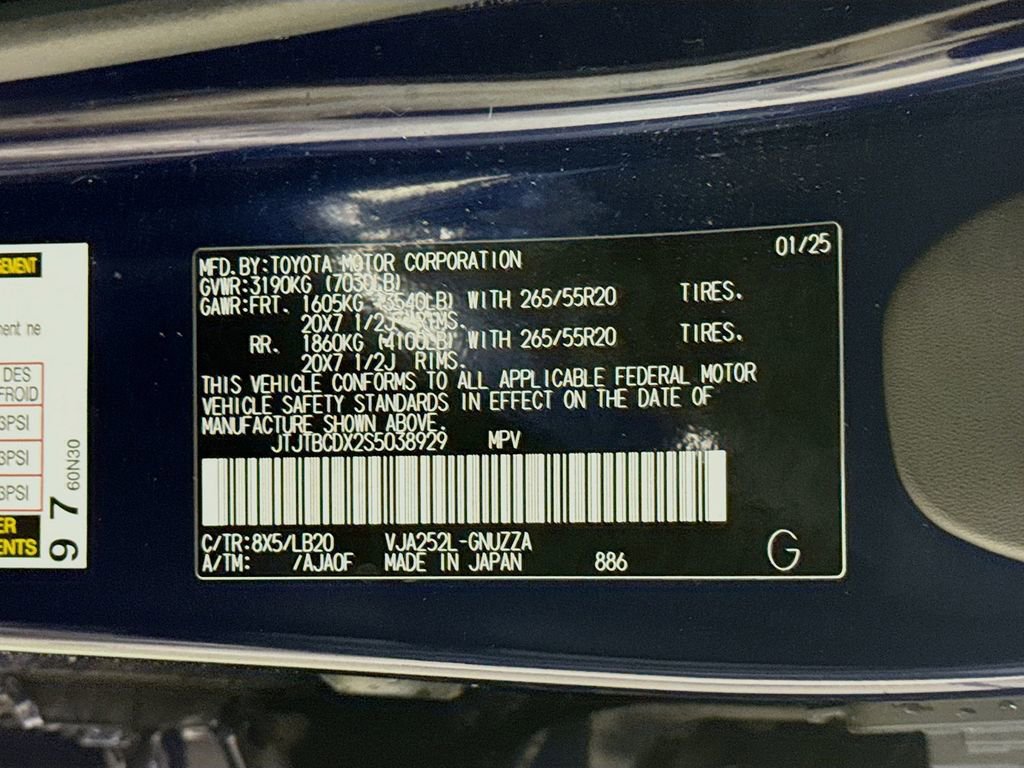 01/25
MFD. BY: TOYOTA MOTOR CORPORATION
GVWR: 3190KG (7030LB)
GAWR: FRT. 1605KG (3540LB) WITH 265/55R20 TIRES.
20X7 1/2J RIMS.
RR. 1860KG (4100LB) WITH 265/55R20 TIRES.
20X7 1/2J RIMS.
THIS VEHICLE CONFORMS TO ALL APPLICABLE FEDERAL MOTOR
VEHICLE SAFETY STANDARDS IN EFFECT ON THE DATE OF
MANUFACTURE SHOWN ABOVE.
JTJTBCDX2S5038929 MPV
C/TR: 8X5/LB20 VJA252L-GNUZZA
A/TM: /AJA0F MADE IN JAPAN 886
G
ne
DES
PSI
PSI
PSI
9 7
60N30